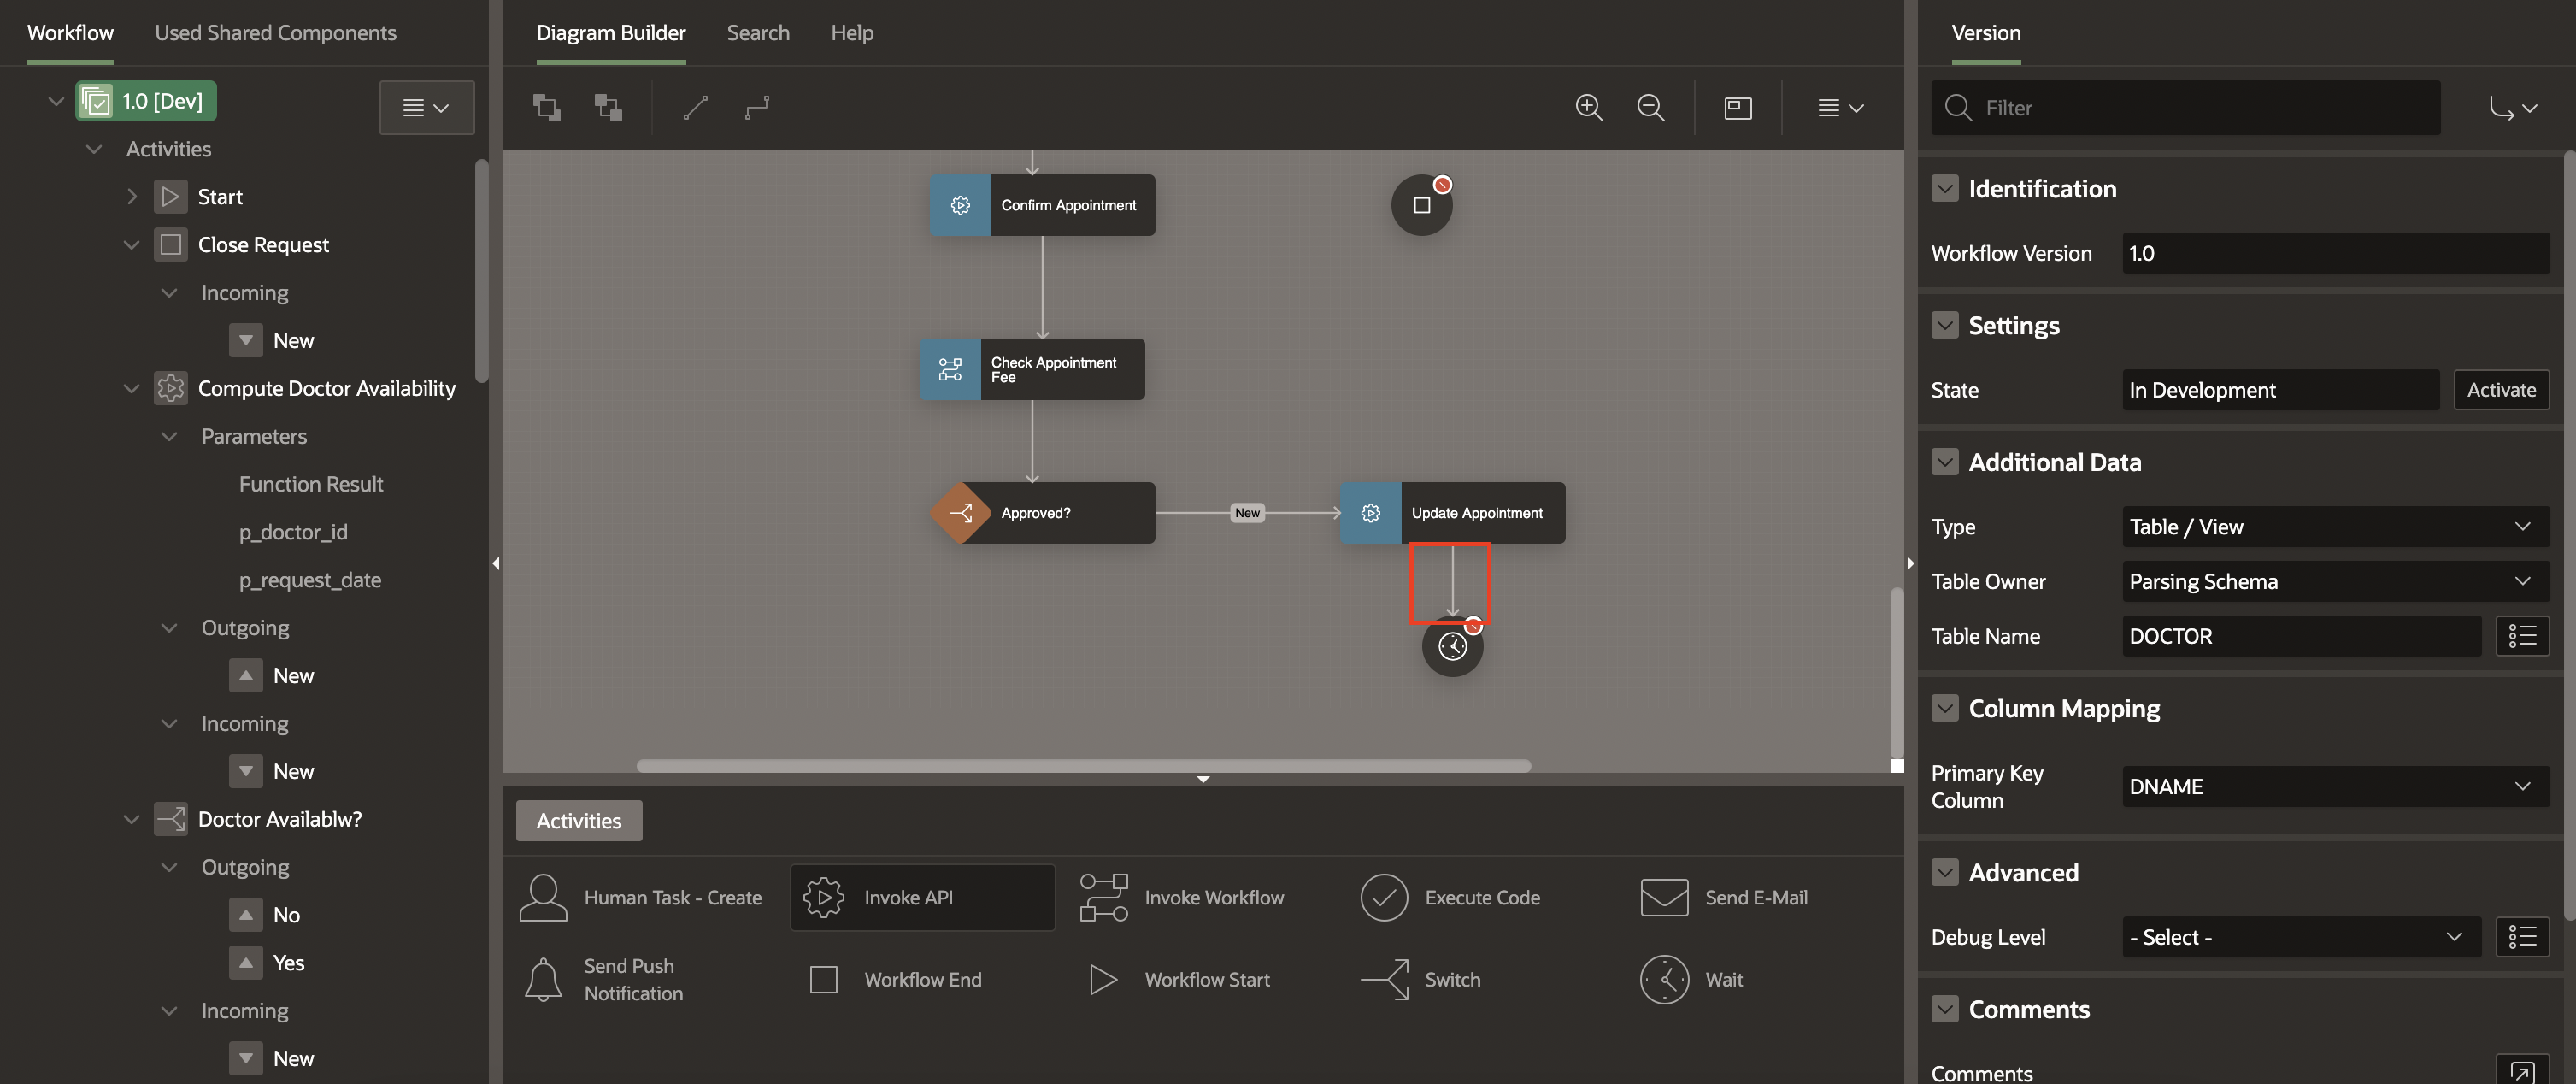 Workflow
Used Shared Components
1.0 [Dev]
Activities
Start
Close Request
Incoming
New
Compute Doctor Availability
Parameters
Function Result
p_doctor_id
p_request_date
Outgoing
New
Incoming
New
Doctor Availablw?
Outgoing
No
Yes
Incoming
New
Diagram Builder
Search
Help
Confirm Appointment
Check Appointment
Fee
Approved?
New
Update Appointment
Activities
Human Task - Create
Invoke API
Invoke Workflow
Execute Code
Send E-Mail
Send Push
Notification
Workflow End
Workflow Start
Switch
Wait
Version
Filter
Identification
Workflow Version
1.0
Settings
State
In Development
Activate
Additional Data
Type
Table / View
Table Owner
Parsing Schema
Table Name
DOCTOR
Column Mapping
Primary Key
Column
DNAME
Advanced
Debug Level
- Select -
Comments
Comments